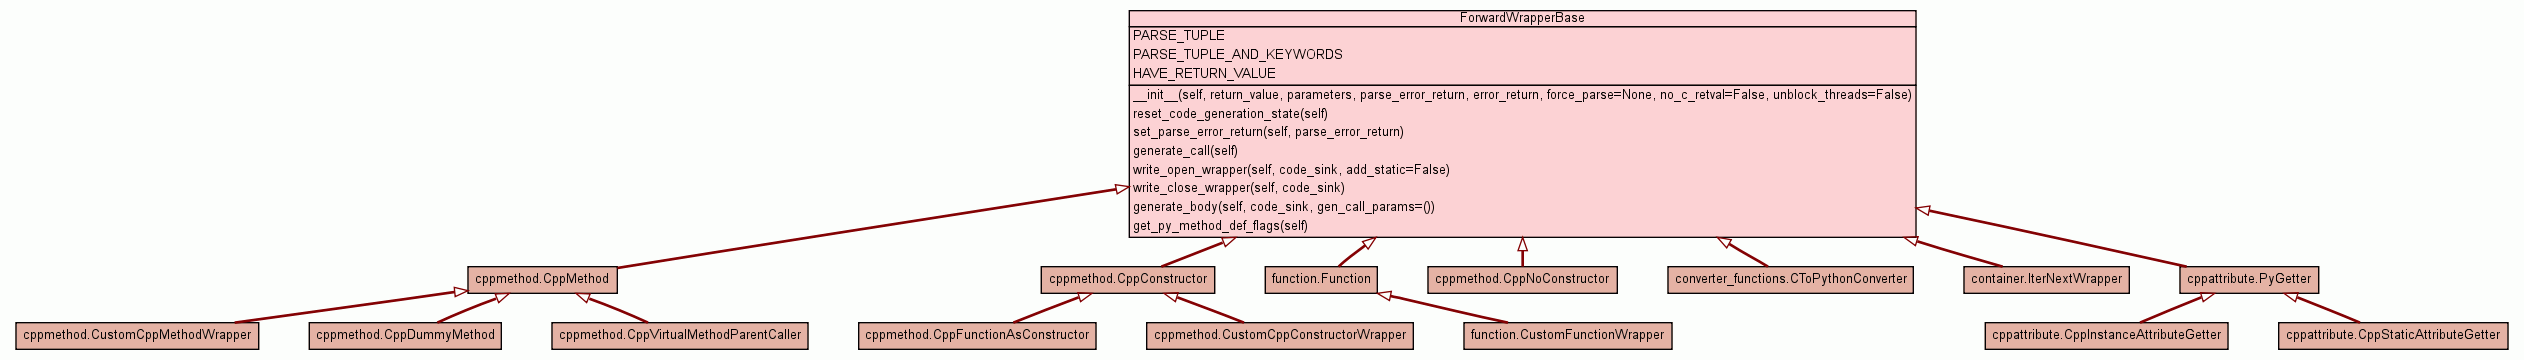 ForwardWrapperBase
PARSE_TUPLE
PARSE_TUPLE_AND_KEYWORDS
HAVE_RETURN_VALUE
__init__(self, return_value, parameters, parse_error_return, error_return, force_parse=None, no_c_retval=False, unblock_threads=False)
reset_code_generation_state(self)
set_parse_error_return(self, parse_error_return)
generate_call(self)
write_open_wrapper(self, code_sink, add_static=False)
write_close_wrapper(self, code_sink)
generate_body(self, code_sink, gen_call_params=())
get_py_method_def_flags(self)
cppmethod.CppMethod
cppmethod.CppConstructor
function.Function
cppmethod.CppNoConstructor
converter_functions.CToPythonConverter
container.IterNextWrapper
cppattribute.PyGetter
cppmethod.CustomCppMethodWrapper
cppmethod.CppDummyMethod
cppmethod.CppVirtualMethodParentCaller
cppmethod.CppFunctionAsConstructor
cppmethod.CustomCppConstructorWrapper
function.CustomFunctionWrapper
cppattribute.CppInstanceAttributeGetter
cppattribute.CppStaticAttributeGetter